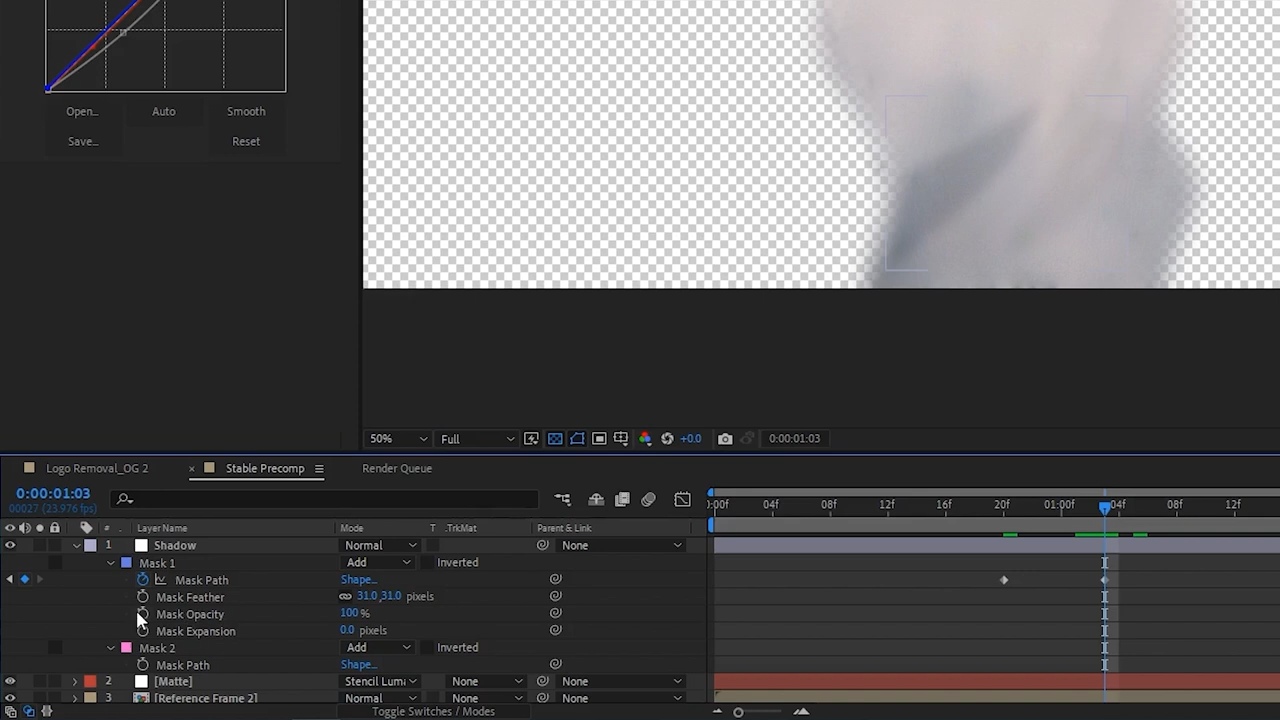 Open... Auto Smooth
Save... Reset
50% Full +0.0 0:00:01:03
Logo Removal_OG 2 × Stable Precomp Render Queue
0:00:01:03
00027 (23.976 fps)
:00f 04f 08f 12f 16f 20f 01:00f 04f 08f 12f
# Layer Name Mode T .TrkMat Parent & Link
1 Shadow Normal None
Mask 1 Add Inverted
Mask Path Shape...
Mask Feather 31.0,31.0 pixels
Mask Opacity 100 %
Mask Expansion 0.0 pixels
Mask 2 Add Inverted
Mask Path Shape...
2 [Matte] Stencil Luma None None
3 [Reference Frame 2] Normal None None
Toggle Switches / Modes